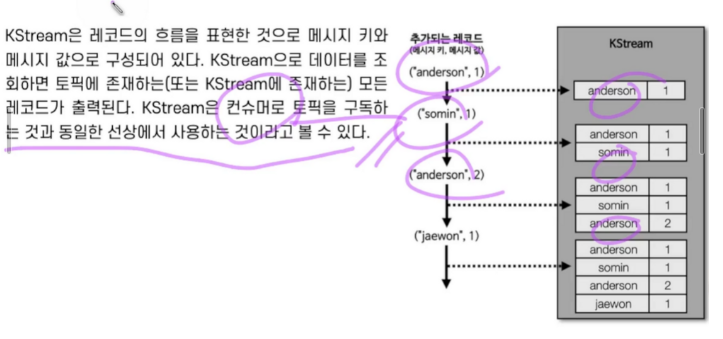 KStream은 레코드의 흐름을 표현한 것으로 메시지 키와
메시지 값으로 구성되어 있다. KStream으로 데이터를 조
회하면 토픽에 존재하는(또는 KStream에 존재하는) 모든
레코드가 출력된다. KStream은 컨슈머로 토픽을 구독하
는 것과 동일한 선상에서 사용하는 것이라고 볼 수 있다.
추가되는 레코드
(메시지 키, 메시지 값)
("anderson", 1)
("somin", 1)
("anderson", 2)
("jaewon", 1)
KStream
anderson 1
anderson 1
somin 1
anderson 1
somin 1
anderson 2
anderson 1
somin 1
anderson 2
jaewon 1